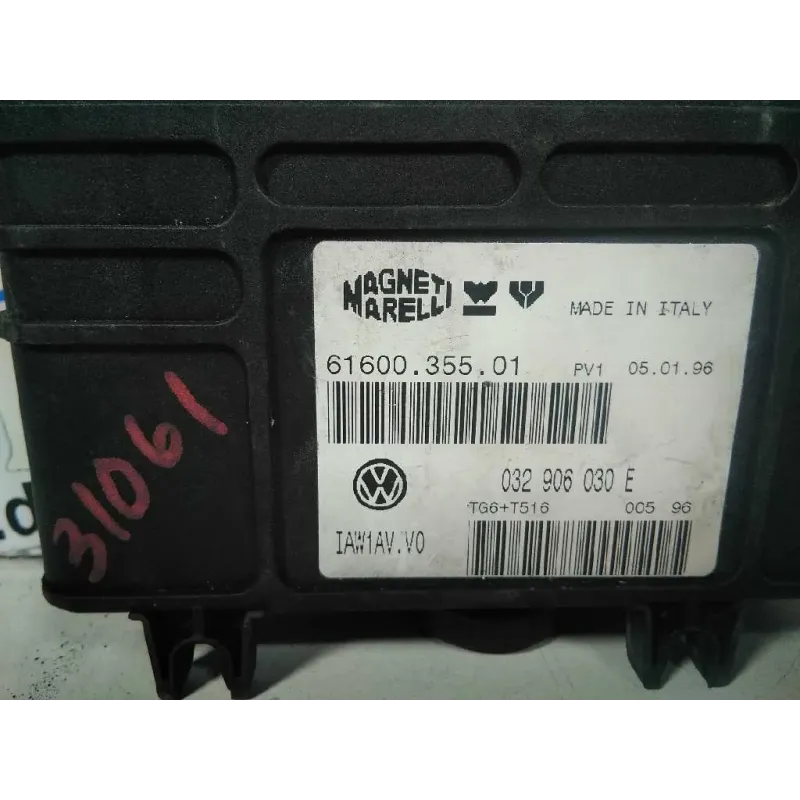 MAGNETI
MARELLI
MADE IN ITALY
61600.355.01 PV1 05.01.96
032 906 030 E
TG6+T516 005 96
IAW1AV.V0
31061
.d